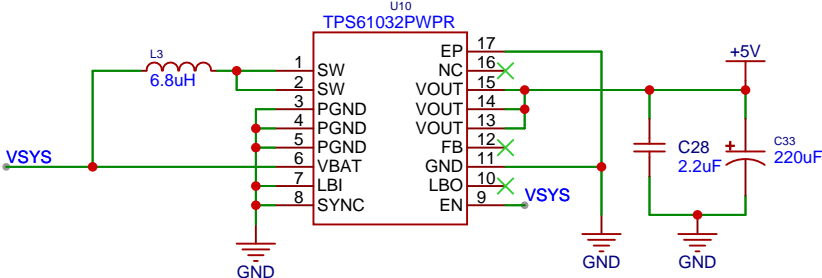 U10
TPS61032PWPR
L3
6.8uH
VSYS
1 SW
2 SW
3 PGND
4 PGND
5 PGND
6 VBAT
7 LBI
8 SYNC
EP 17
NC 16
VOUT 15
VOUT 14
VOUT 13
FB 12
GND 11
LBO 10
EN 9
VSYS
+5V
C28
2.2uF
+
C33
220uF
GND
GND
GND